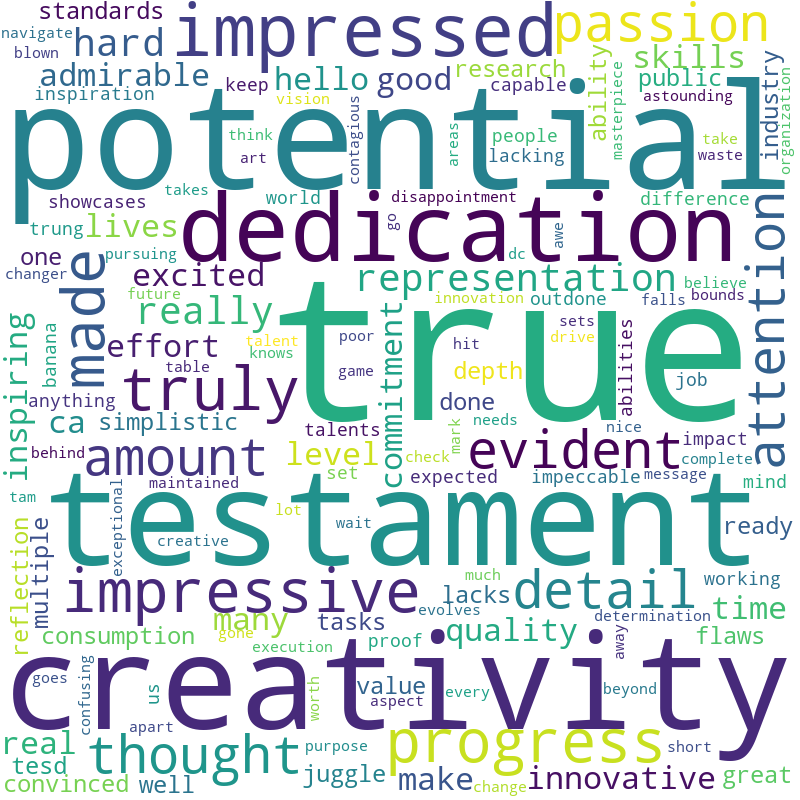 standards
navigate
blown
hard
impressed
passion
admirable
inspiration
keep
hello
vision
good
research
capable
ability
masterpiece
skills
public
astounding
industry
organization
potential
think
art
contagious
areas
people
lacking
take
waste
showcases
takes
world
disappointment
difference
trung
lives
dedication
go
awe
dc
attention
one
pursuing
changer
made
excited
future
representation
innovation
outdone
believe
falls
bounds
really
true
inspiring
banana
effort
talent
knows
poor
game
commitment
hit
sets
drive
abilities
table
truly
depth
job
anything
ca
simplistic
talents
done
needs
nice
mark
evident
impact
complete
behind
amount
level
set
check
expected
impeccable
message
mind
maintained
tam
exceptional
testament
lot
wait
creative
ready
reflection
multiple
impressive
much
lacks
detail
working
many
gone
tasks
evolves
determination
time
consumption
execution
proof
quality
away
flaws
goes
confusing
us
creativity
worth
value
aspect
every
beyond
apart
real
tesd
thought
purpose
progress
short
convinced
well
juggle
make
change
innovative
great